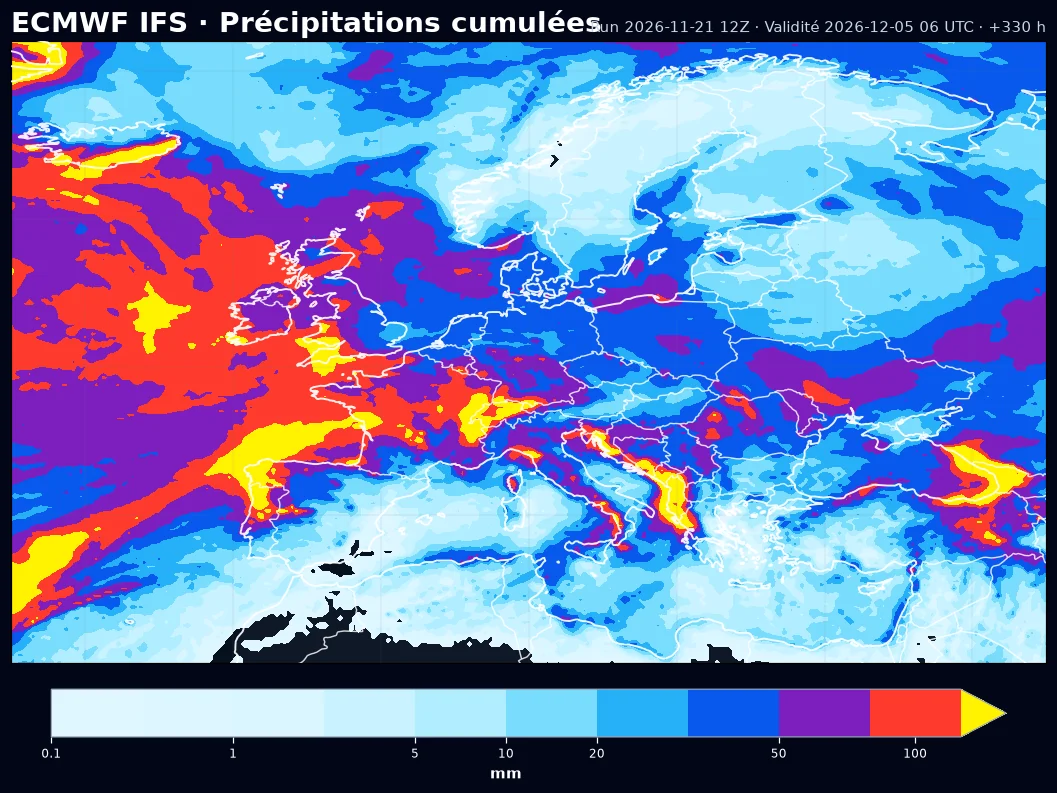 ECMWF IFS · Précipitations cumulées
Run 2026-11-21 12Z · Validité 2026-12-05 06 UTC · +330 h
0.1 1 5 10 20 50 100
mm